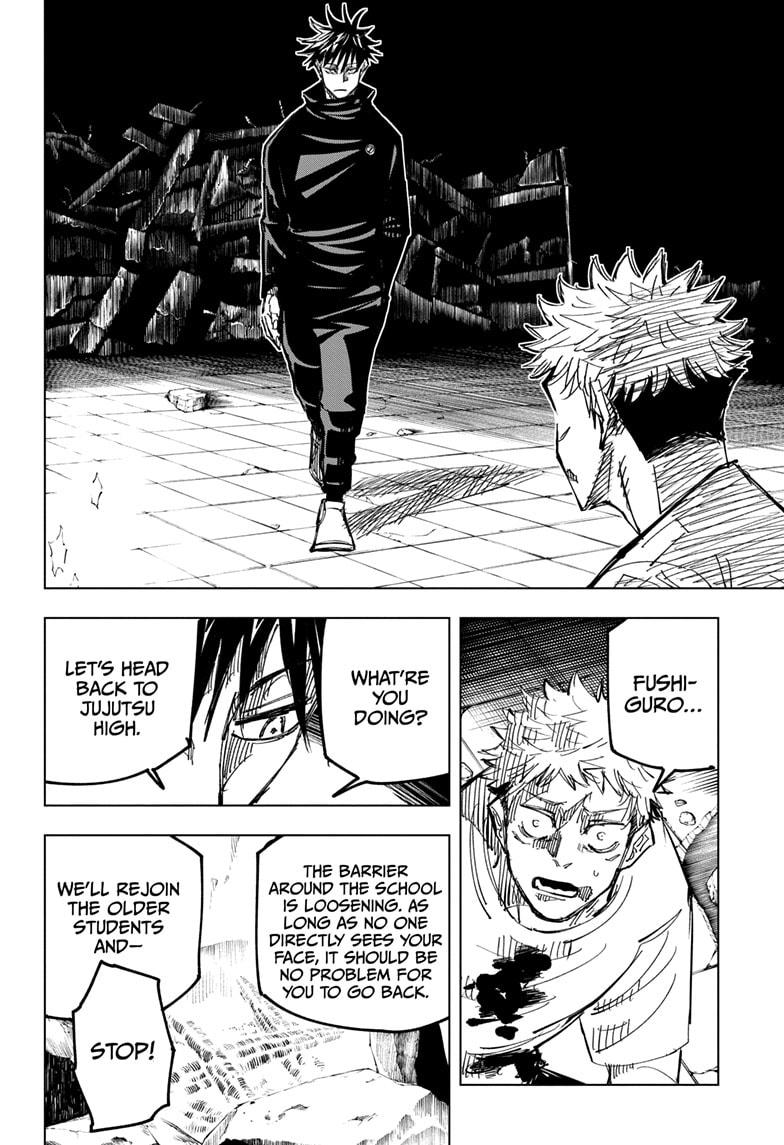 FUSHI-
GURO...
WHAT'RE
YOU
DOING?
LET'S HEAD
BACK TO
JUJUTSU
HIGH.
THE BARRIER
AROUND THE SCHOOL
IS LOOSENING. AS
LONG AS NO ONE
DIRECTLY SEES YOUR
FACE, IT SHOULD BE
NO PROBLEM FOR
YOU TO GO BACK.
WE'LL REJOIN
THE OLDER
STUDENTS
AND—
STOP!